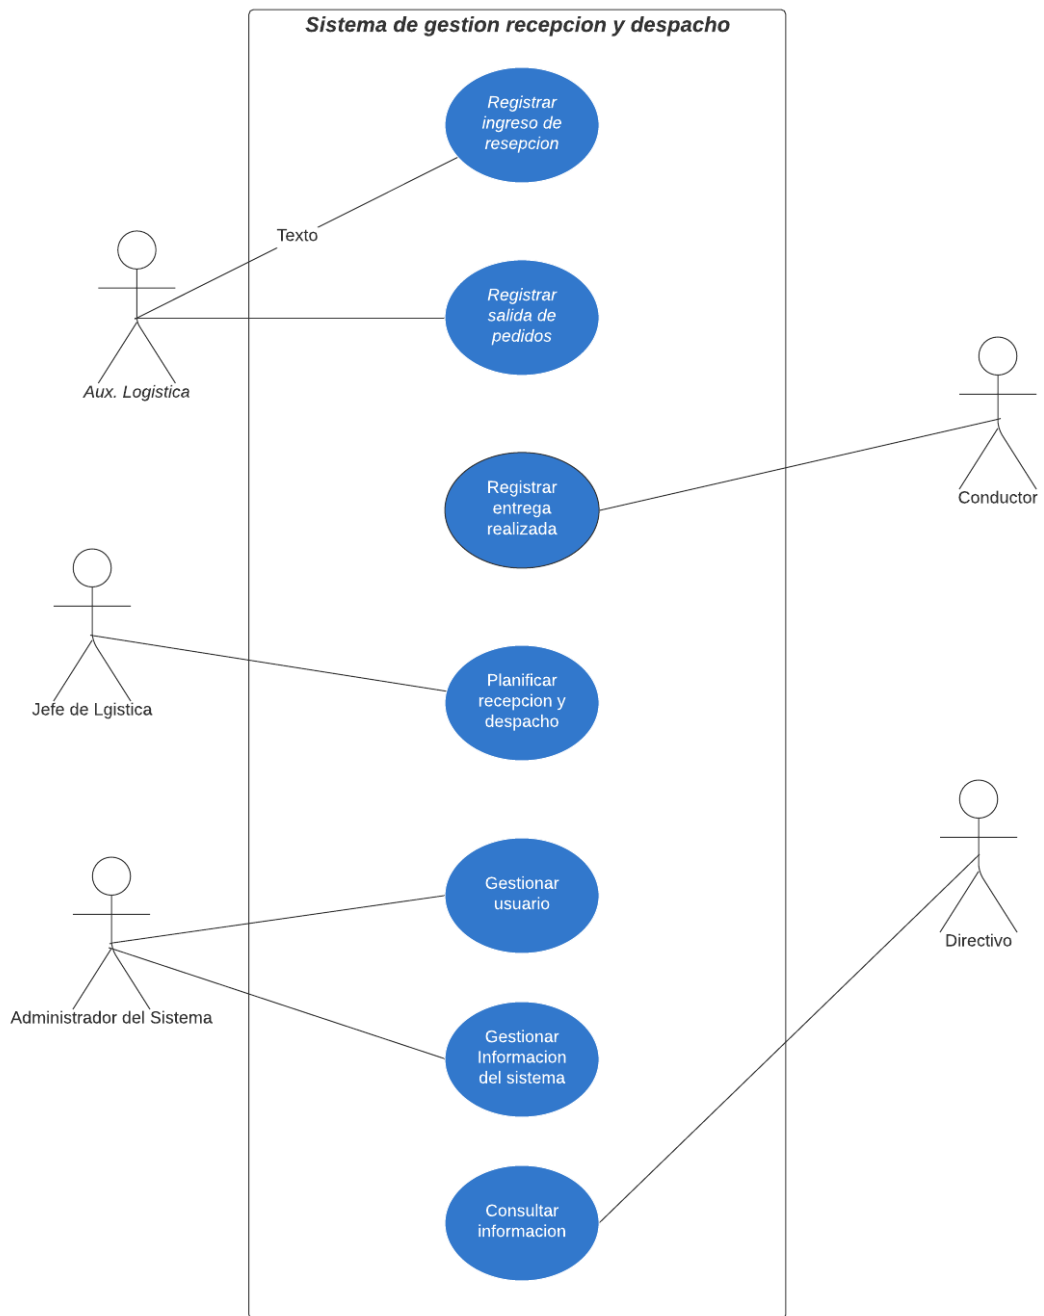 Sistema de gestion recepcion y despacho
Registrar
ingreso de
resepcion
Texto
Registrar
salida de
pedidos
Aux. Logistica
Registrar
entrega
realizada
Conductor
Planificar
recepcion y
despacho
Jefe de Lgistica
Gestionar
usuario
Directivo
Administrador del Sistema
Gestionar
Informacion
del sistema
Consultar
informacion